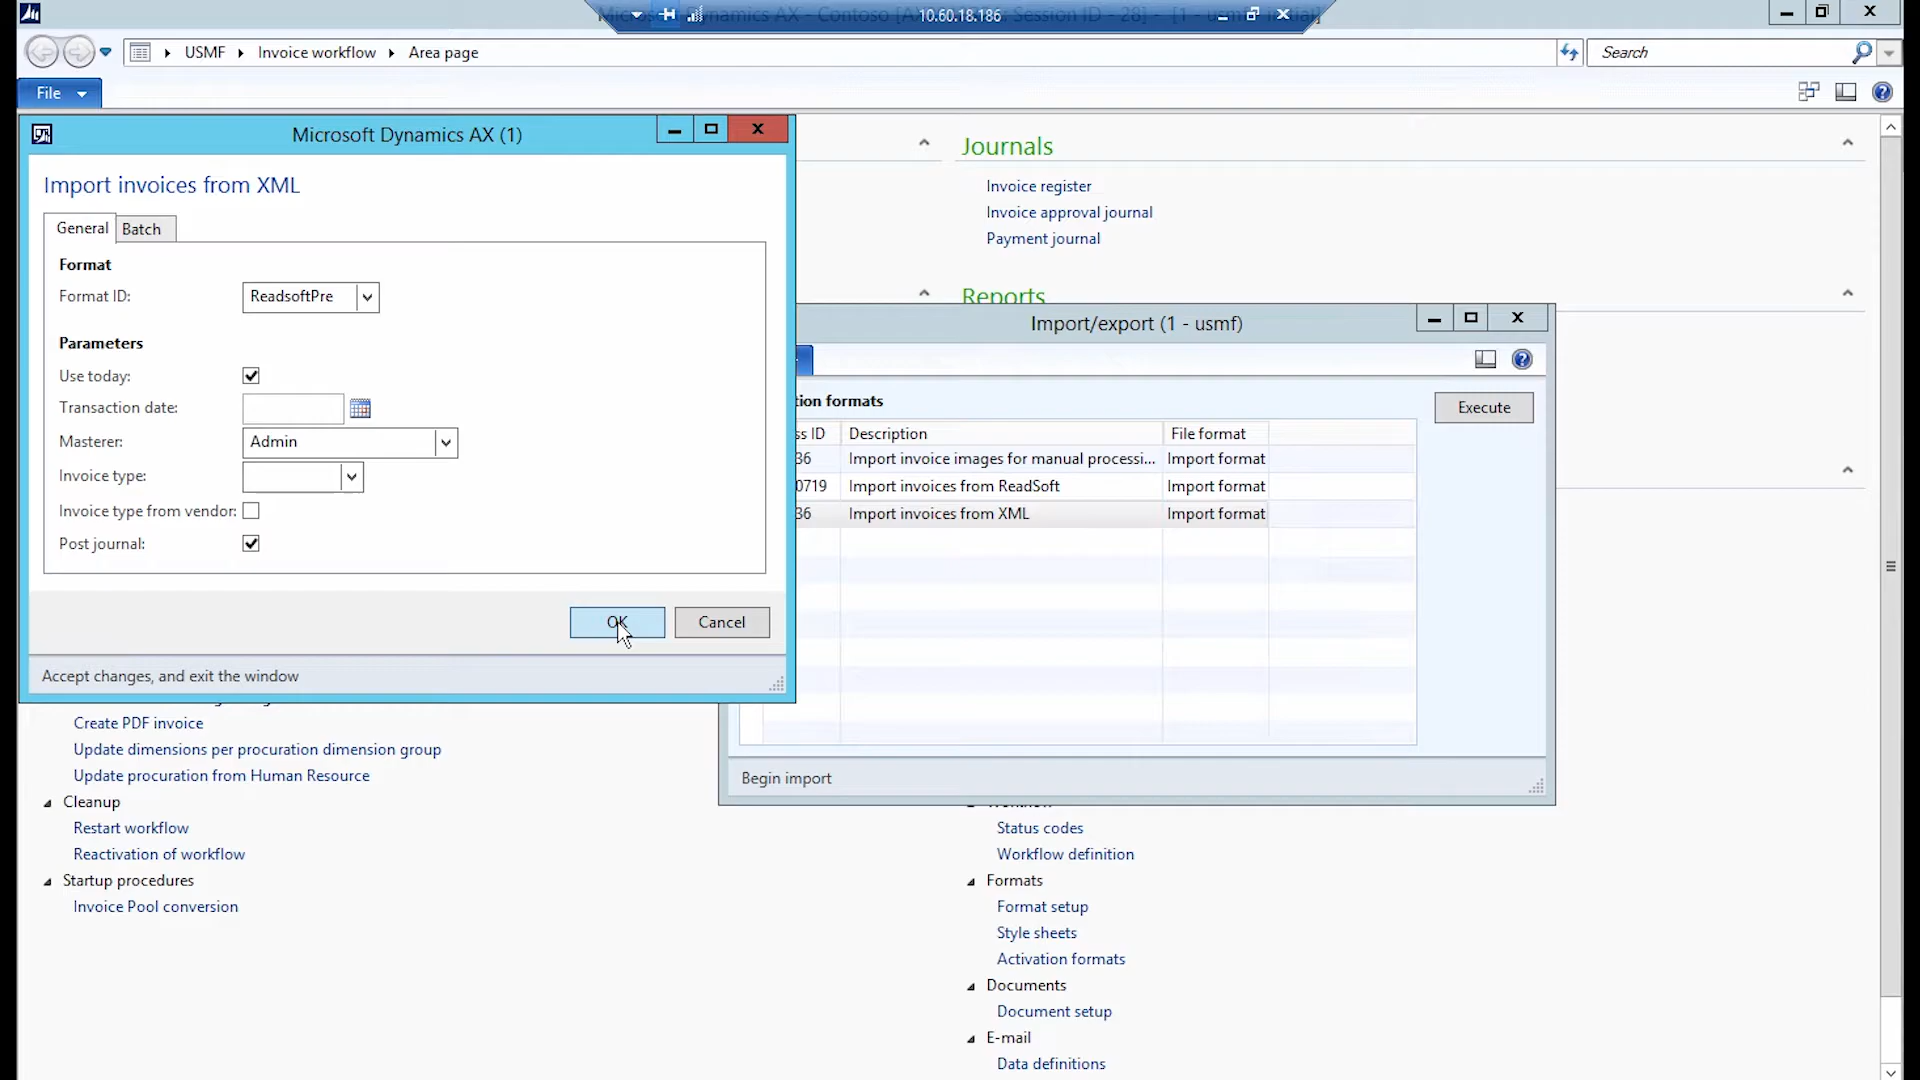 10.60.18.186
USMF
Invoice workflow
Area page
Search
File
Microsoft Dynamics AX (1)
Import invoices from XML
General
Batch
Format
Format ID:
ReadsoftPre
Parameters
Use today:
Transaction date:
Masterer:
Admin
Invoice type:
Invoice type from vendor:
Post journal:
OK
Cancel
Accept changes, and exit the window
Journals
Invoice register
Invoice approval journal
Payment journal
Reports
Import/export (1 - usmf)
tion formats
Execute
ss ID
Description
File format
36
Import invoice images for manual processi...
Import format
0719
Import invoices from ReadSoft
Import format
36
Import invoices from XML
Import format
Begin import
Create PDF invoice
Update dimensions per procuration dimension group
Update procuration from Human Resource
Cleanup
Restart workflow
Reactivation of workflow
Startup procedures
Invoice Pool conversion
Status codes
Workflow definition
Formats
Format setup
Style sheets
Activation formats
Documents
Document setup
E-mail
Data definitions